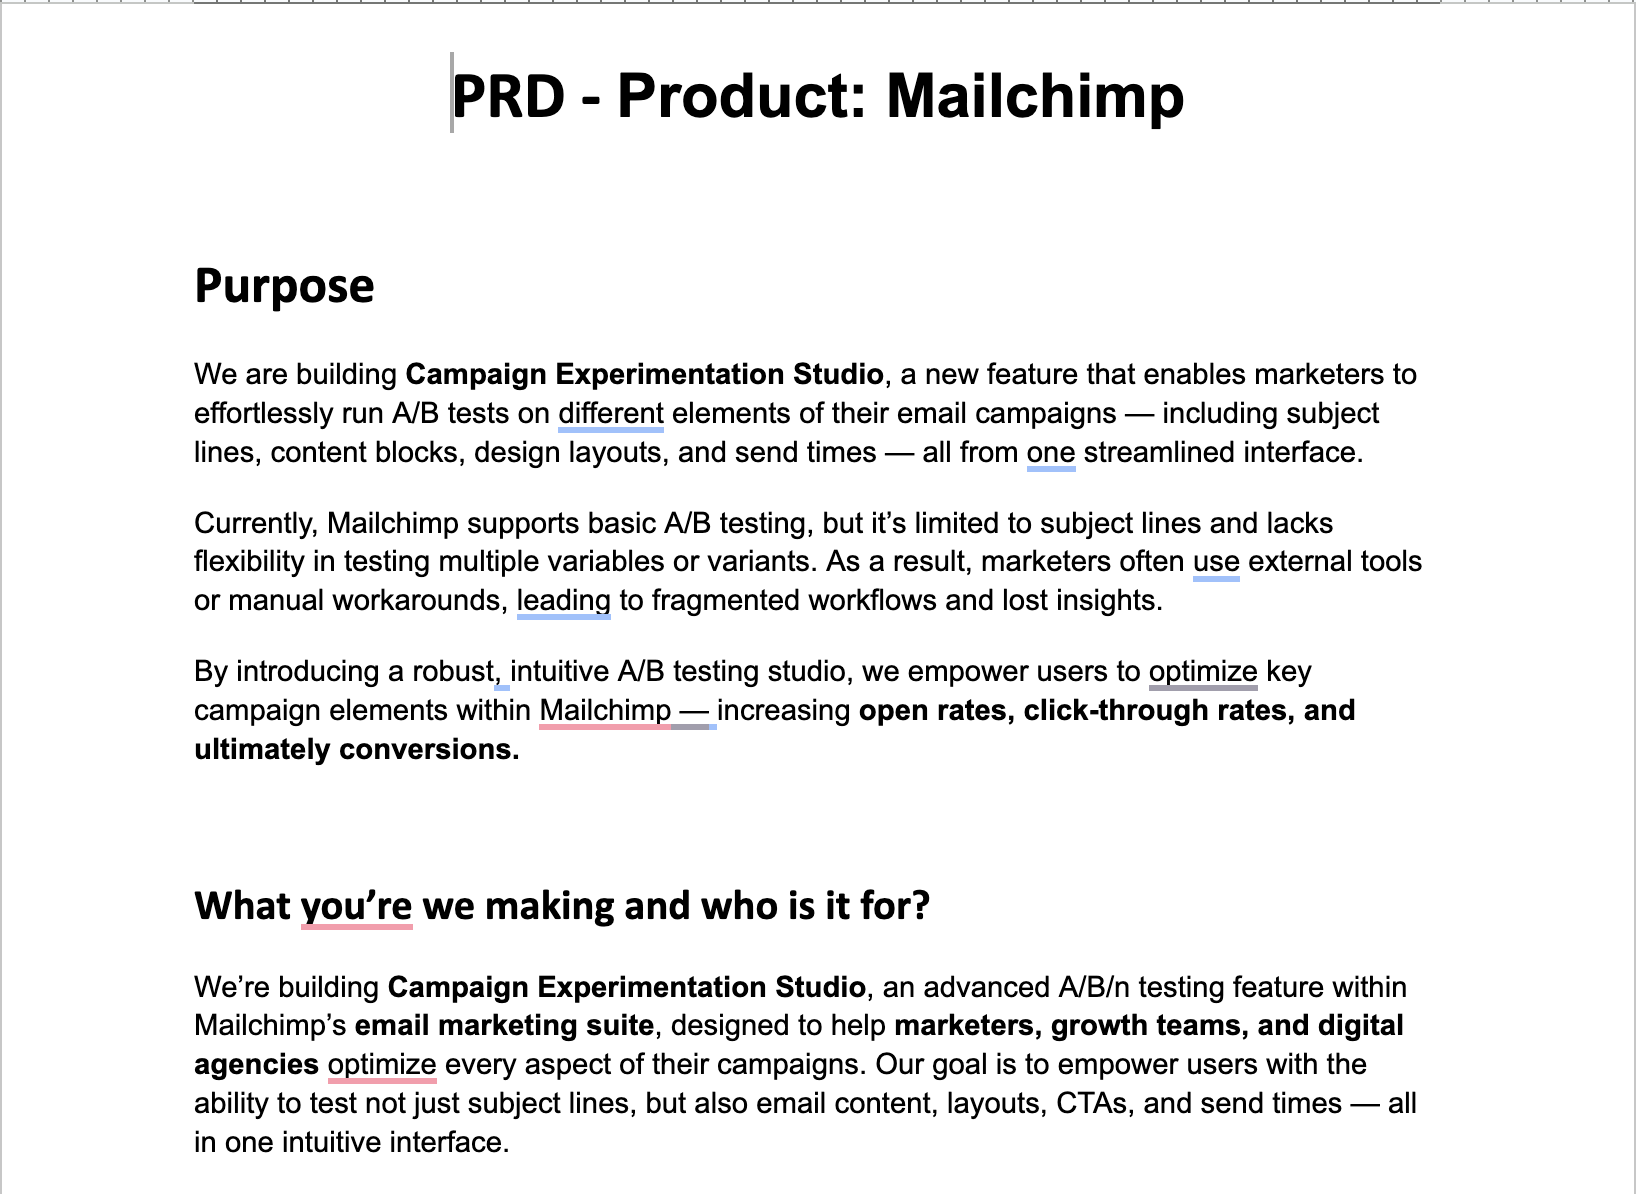 PRD - Product: Mailchimp
Purpose
We are building Campaign Experimentation Studio, a new feature that enables marketers to
effortlessly run A/B tests on different elements of their email campaigns — including subject
lines, content blocks, design layouts, and send times — all from one streamlined interface.
Currently, Mailchimp supports basic A/B testing, but it’s limited to subject lines and lacks
flexibility in testing multiple variables or variants. As a result, marketers often use external tools
or manual workarounds, leading to fragmented workflows and lost insights.
By introducing a robust, intuitive A/B testing studio, we empower users to optimize key
campaign elements within Mailchimp — increasing open rates, click-through rates, and
ultimately conversions.
What you’re we making and who is it for?
We’re building Campaign Experimentation Studio, an advanced A/B/n testing feature within
Mailchimp’s email marketing suite, designed to help marketers, growth teams, and digital
agencies optimize every aspect of their campaigns. Our goal is to empower users with the
ability to test not just subject lines, but also email content, layouts, CTAs, and send times — all
in one intuitive interface.